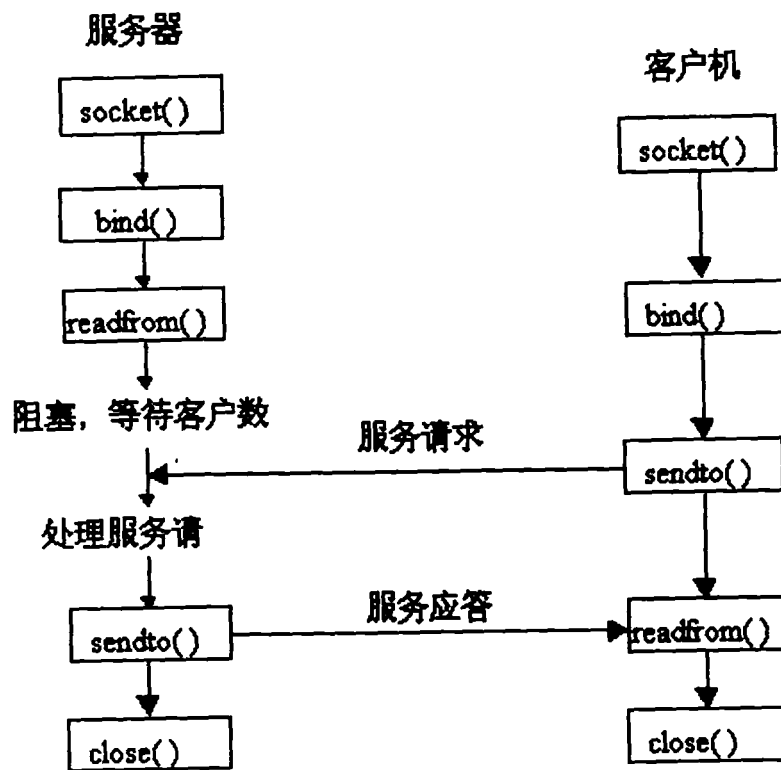 服务器
socket()
bind()
readfrom()
阻塞，等待客户数
处理服务请
sendto()
close()
服务请求
服务应答
客户机
socket()
bind()
sendto()
readfrom()
close()